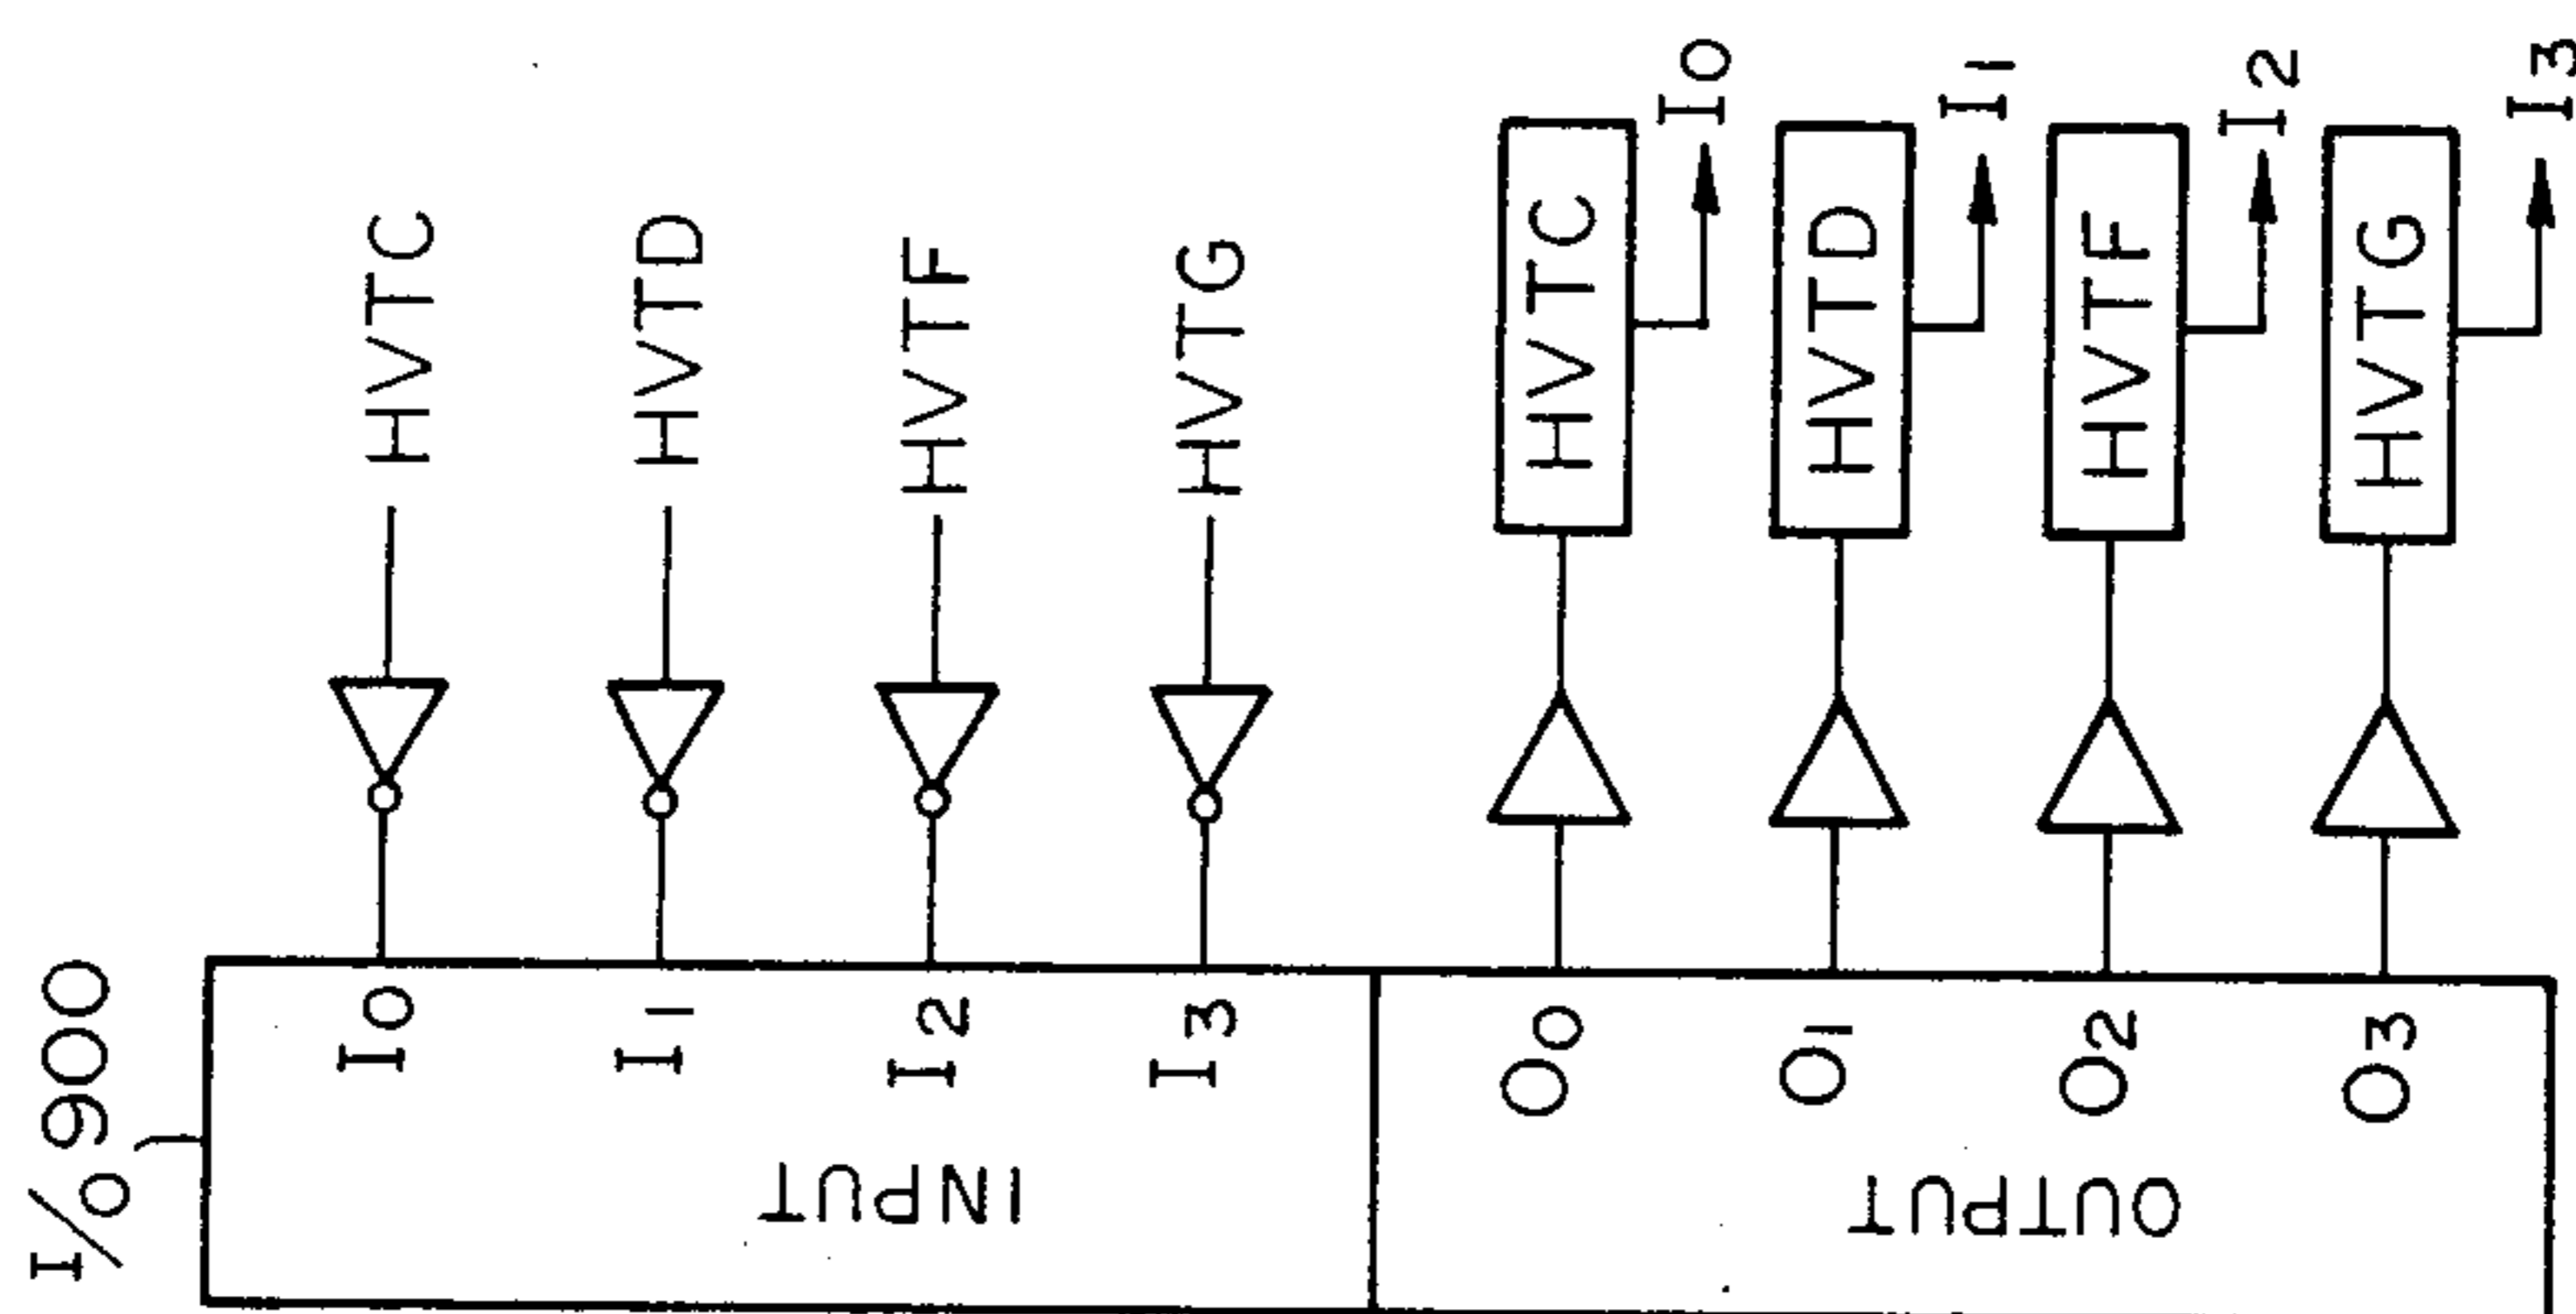 I/O 900
INPUT
I0
HVTC
I1
HVTD
I2
HVTF
I3
HVTG
OUTPUT
O0
HVTC
I0
O1
HVTD
I1
O2
HVTF
I2
O3
HVTG
I3